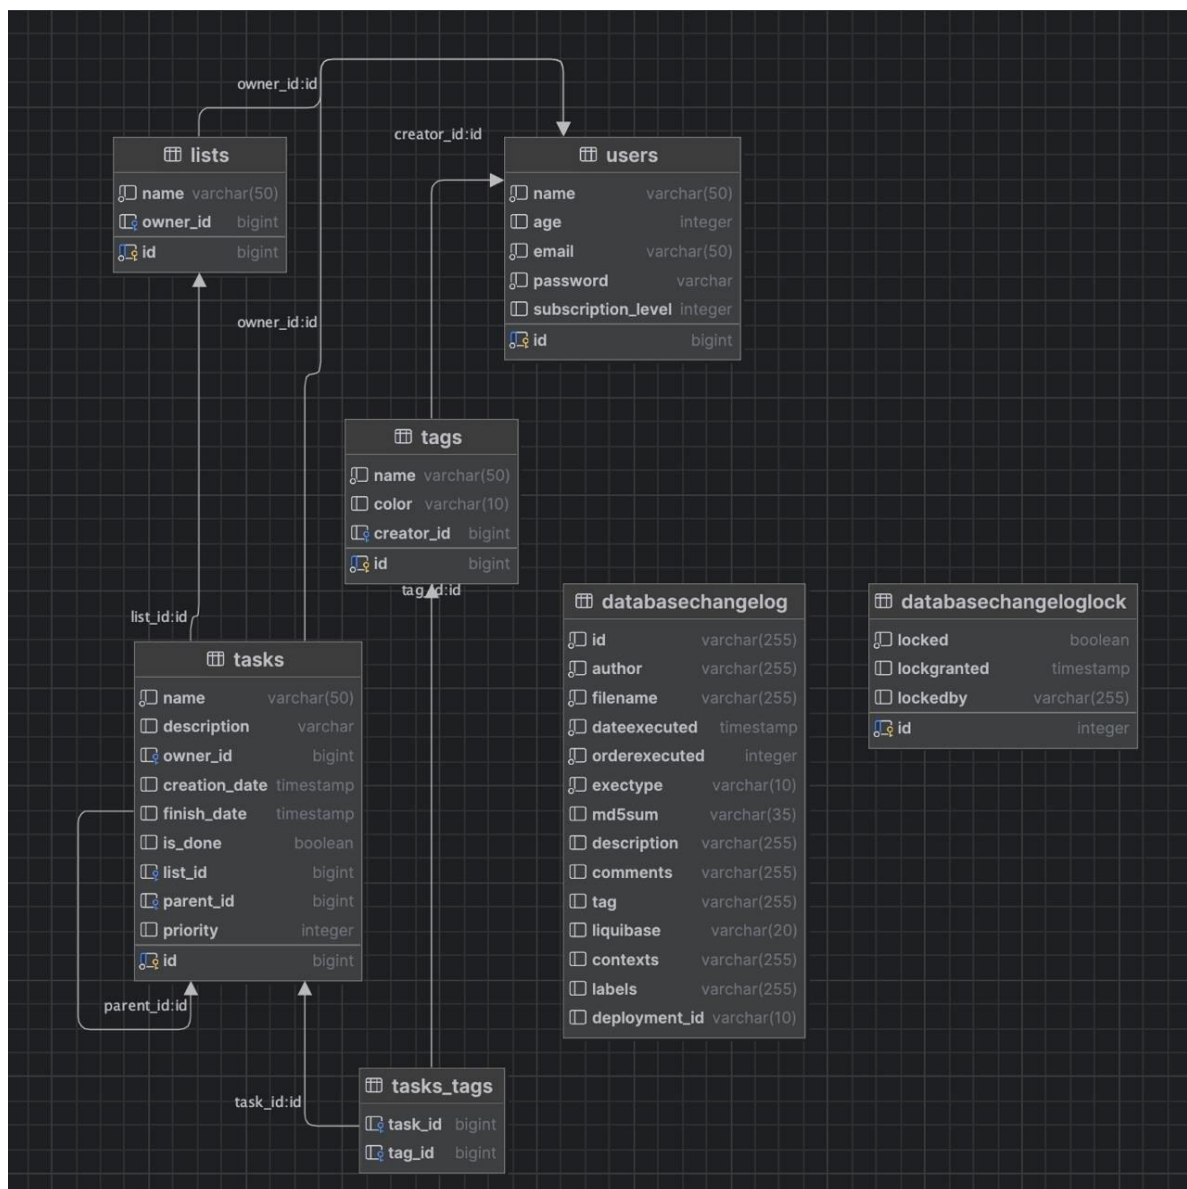 owner_id:id
creator_id:id
lists
name varchar(50)
owner_id bigint
id bigint
users
name varchar(50)
age integer
email varchar(50)
password varchar
subscription_level integer
id bigint
owner_id:id
tags
name varchar(50)
color varchar(10)
creator_id bigint
id bigint
tag_id:id
list_id:id
tasks
name varchar(50)
description varchar
owner_id bigint
creation_date timestamp
finish_date timestamp
is_done boolean
list_id bigint
parent_id bigint
priority integer
id bigint
parent_id:id
databasechangelog
id varchar(255)
author varchar(255)
filename varchar(255)
dateexecuted timestamp
orderexecuted integer
exectype varchar(10)
md5sum varchar(35)
description varchar(255)
comments varchar(255)
tag varchar(255)
liquibase varchar(20)
contexts varchar(255)
labels varchar(255)
deployment_id varchar(10)
databasechangeloglock
locked boolean
lockgranted timestamp
lockedby varchar(255)
id integer
task_id:id
tasks_tags
task_id bigint
tag_id bigint